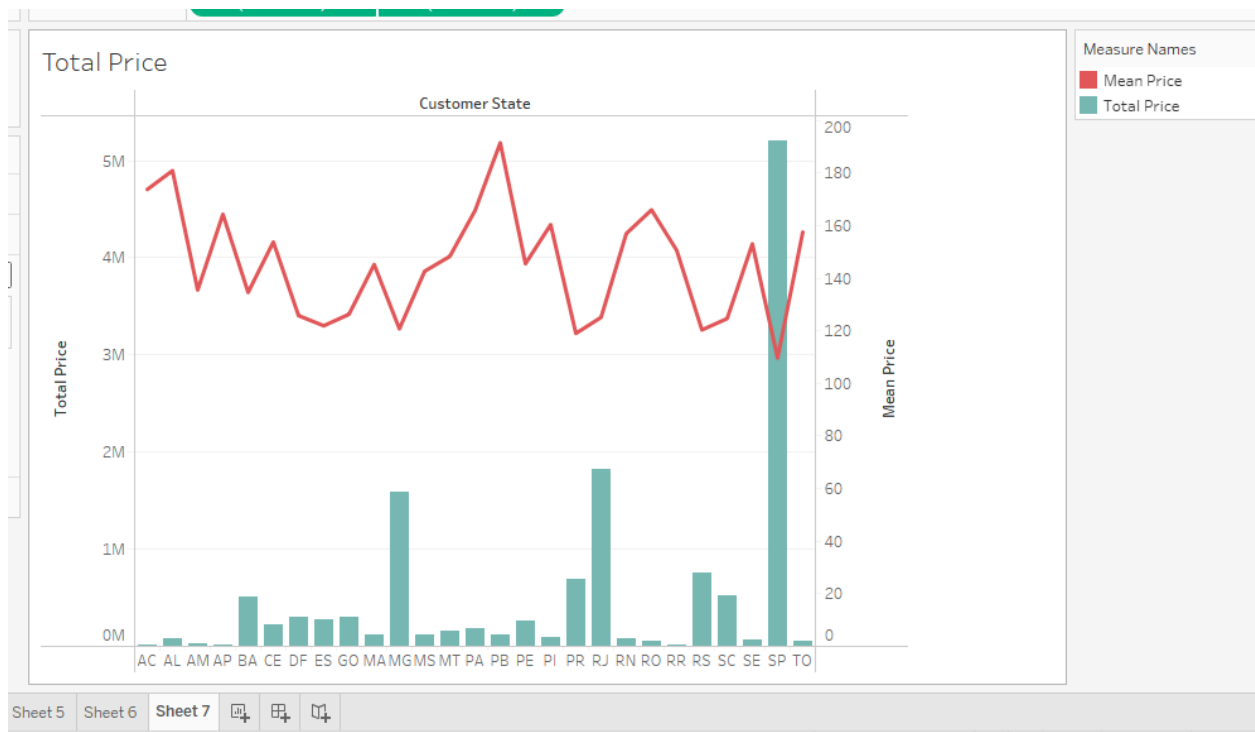 Total Price
Measure Names
Mean Price
Total Price
Customer State
5M
4M
3M
2M
1M
0M
Total Price
200
180
160
140
120
100
80
60
40
20
0
Mean Price
AC AL AM AP BA CE DF ES GO MA MG MS MT PA PB PE PI PR RJ RN RO RR RS SC SE SP TO
Sheet 5 Sheet 6 Sheet 7